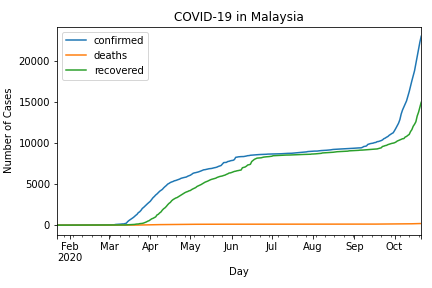 COVID-19 in Malaysia
confirmed
deaths
recovered
Number of Cases
20000
15000
10000
5000
0
Feb Mar Apr May Jun Jul Aug Sep Oct
2020
Day